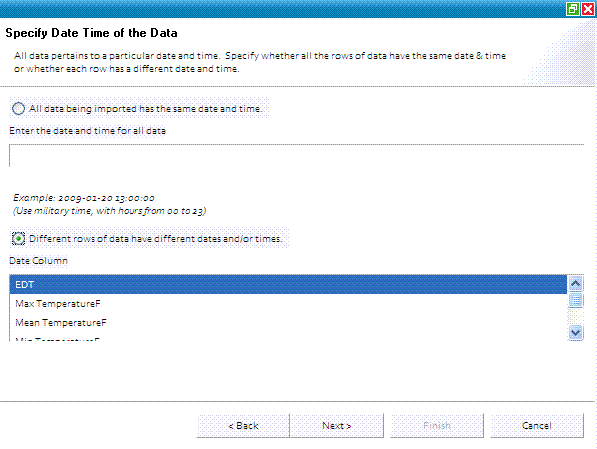 Specify Date Time of the Data
All data pertains to a particular date and time. Specify whether all the rows of data have the same date & time
or whether each row has a different date and time.
All data being imported has the same date and time.
Enter the date and time for all data
Example: 2009-01-20 13:00:00
(Use military time, with hours from 00 to 23)
Different rows of data have different dates and/or times.
Date Column
EDT
Max TemperatureF
Mean TemperatureF
Min TemperatureF
< Back
Next >
Finish
Cancel